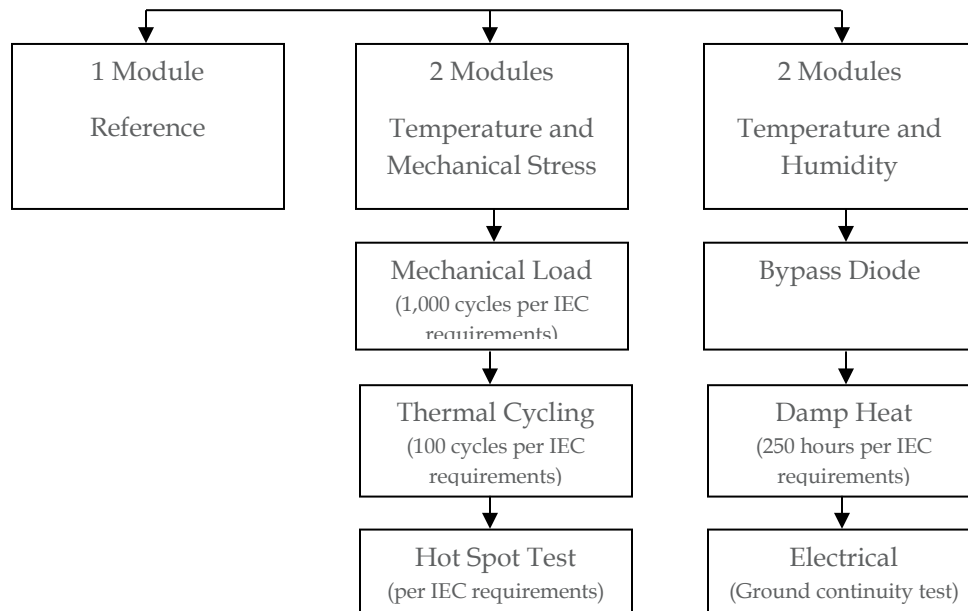 1 Module
Reference
2 Modules
Temperature and
Mechanical Stress
2 Modules
Temperature and
Humidity
Mechanical Load
(1,000 cycles per IEC
requirements)
Bypass Diode
Thermal Cycling
(100 cycles per IEC
requirements)
Damp Heat
(250 hours per IEC
requirements)
Hot Spot Test
(per IEC requirements)
Electrical
(Ground continuity test)